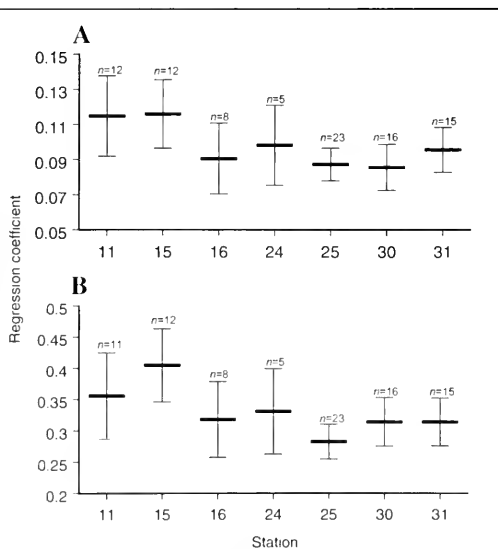 A
0.15
0.13
0.11
0.09
0.07
0.05
n=12
n=12
n=8
n=5
n=23
n=16
n=15
11 15 16 24 25 30 31
Regression coefficient
B
0.5
0.45
0.4
0.35
0.3
0.25
0.2
n=11
n=12
n=8
n=5
n=23
n=16
n=15
11 15 16 24 25 30 31
Station